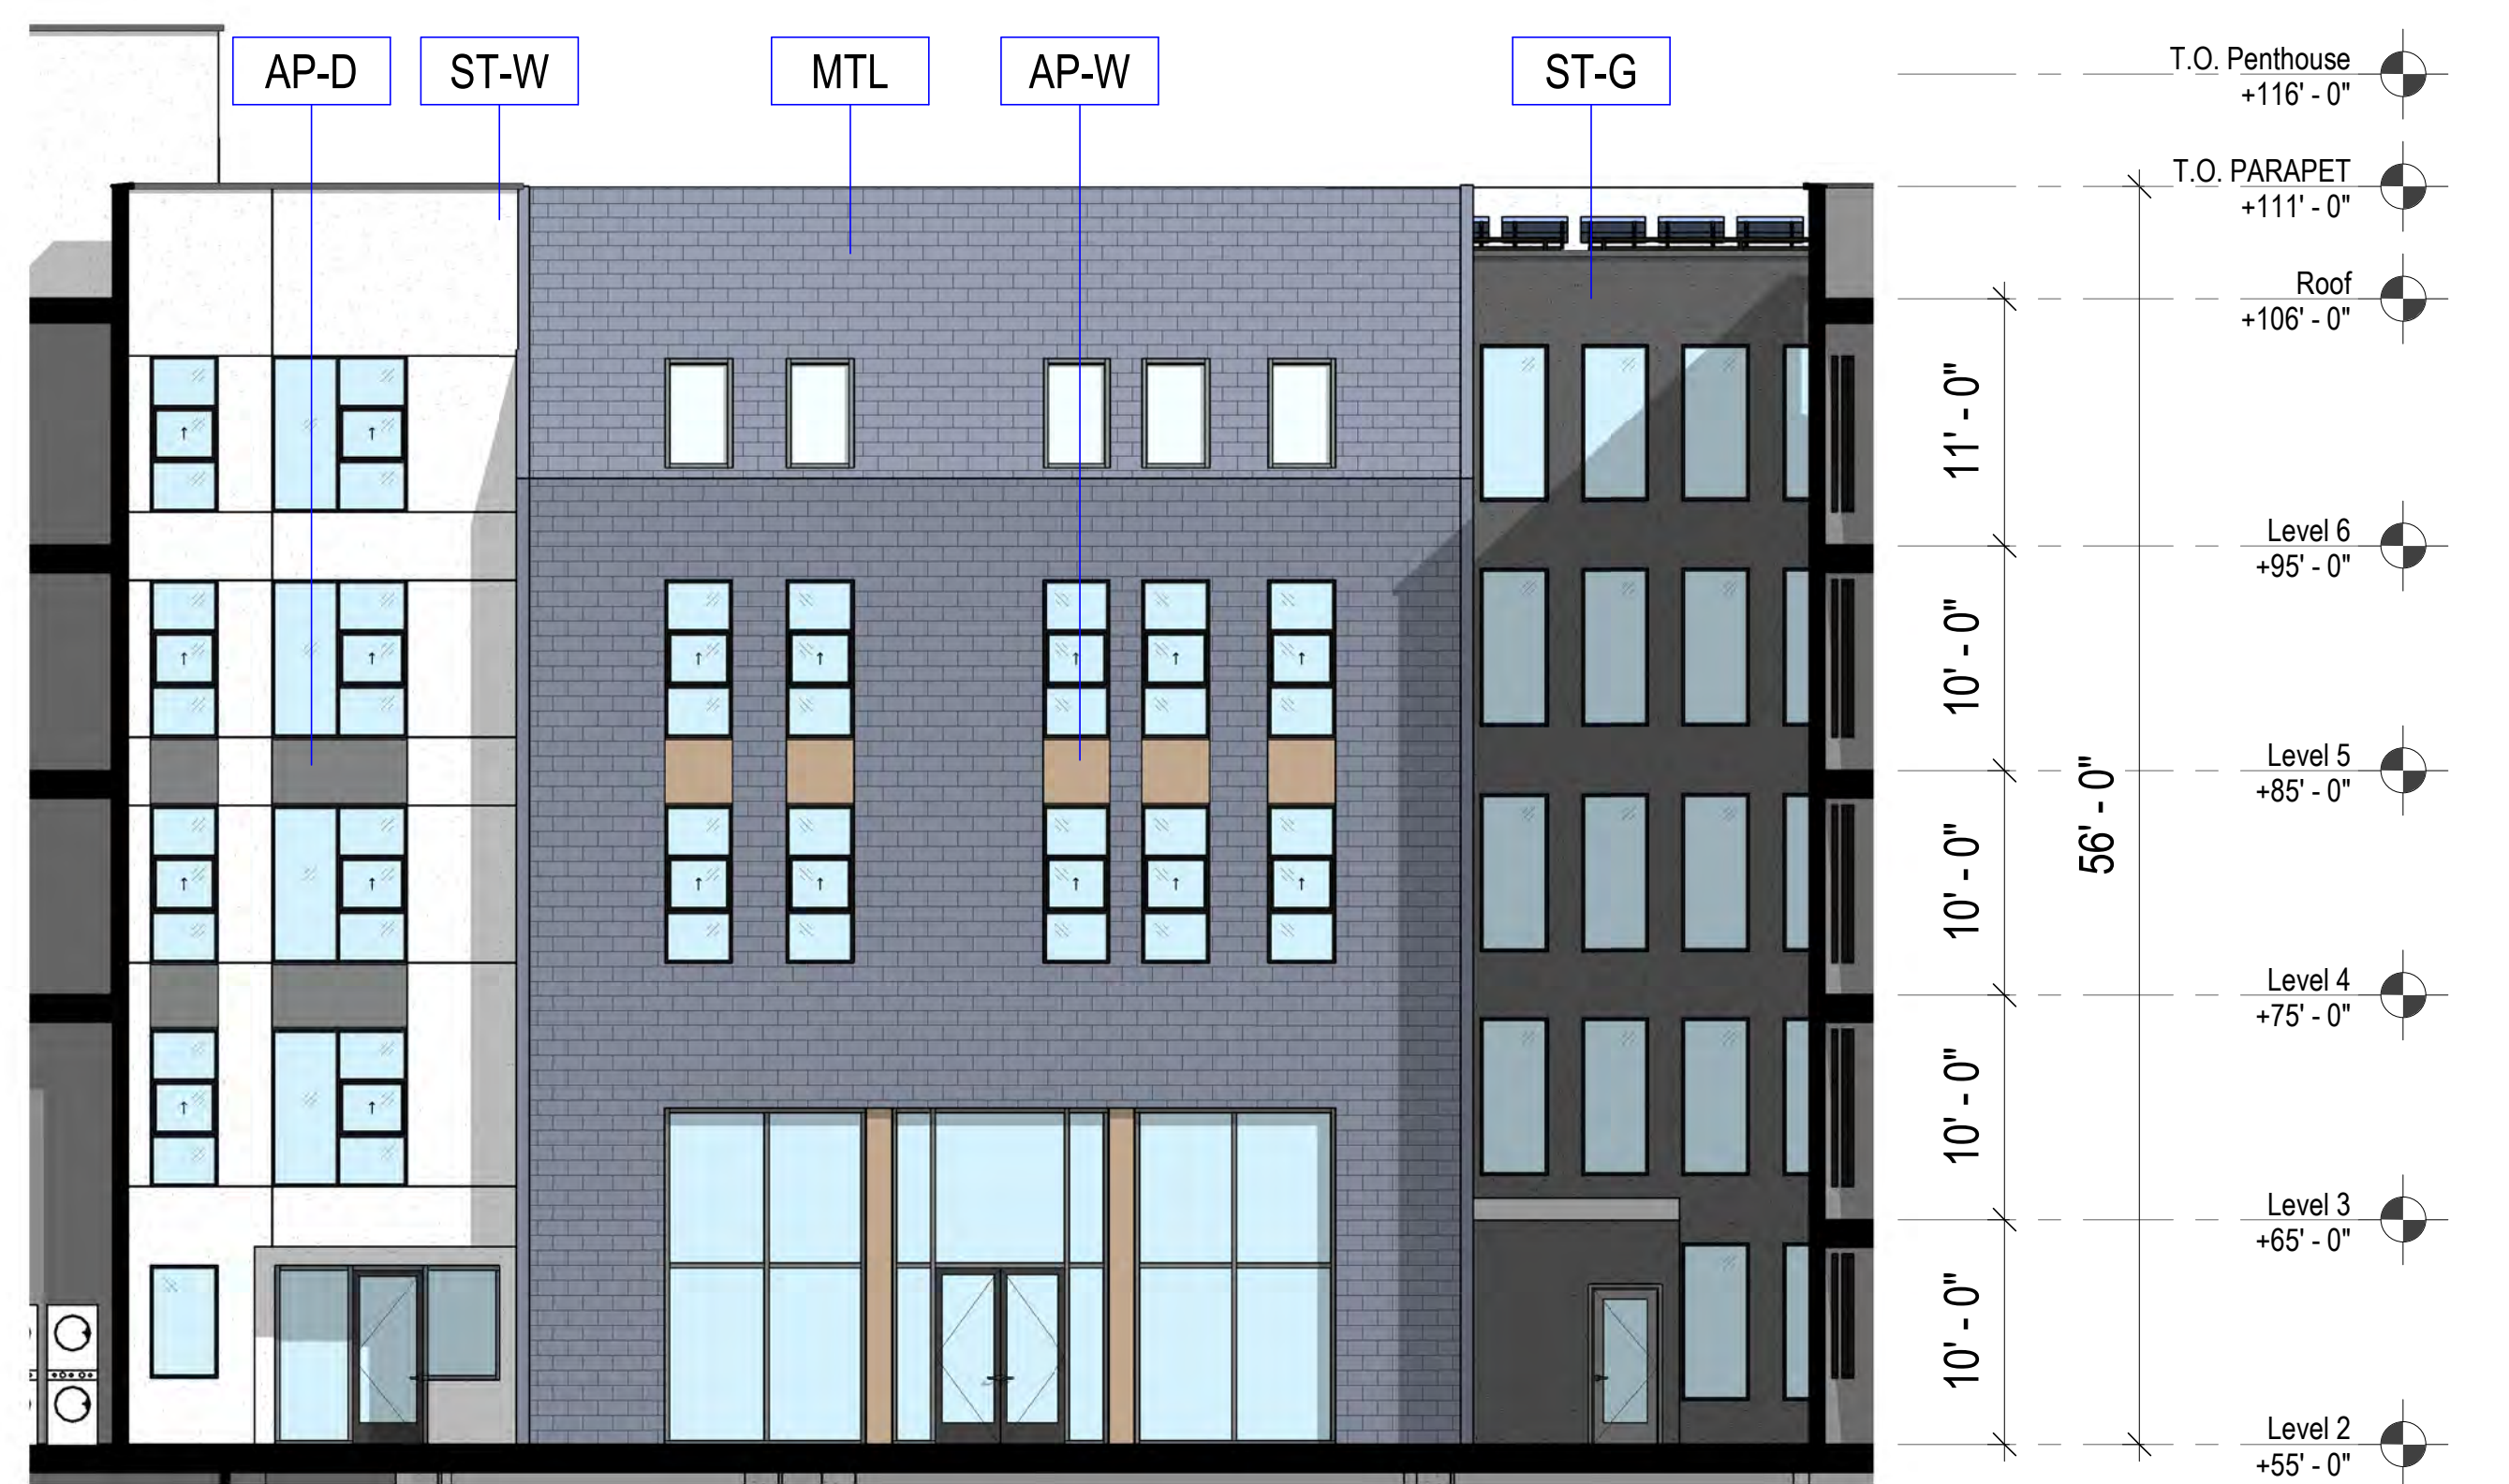 AP-D
ST-W
MTL
AP-W
ST-G
T.O. Penthouse
+116' - 0"
T.O. PARAPET
+111' - 0"
Roof
+106' - 0"
11' - 0"
Level 6
+95' - 0"
10' - 0"
Level 5
+85' - 0"
56' - 0"
10' - 0"
Level 4
+75' - 0"
10' - 0"
Level 3
+65' - 0"
10' - 0"
Level 2
+55' - 0"